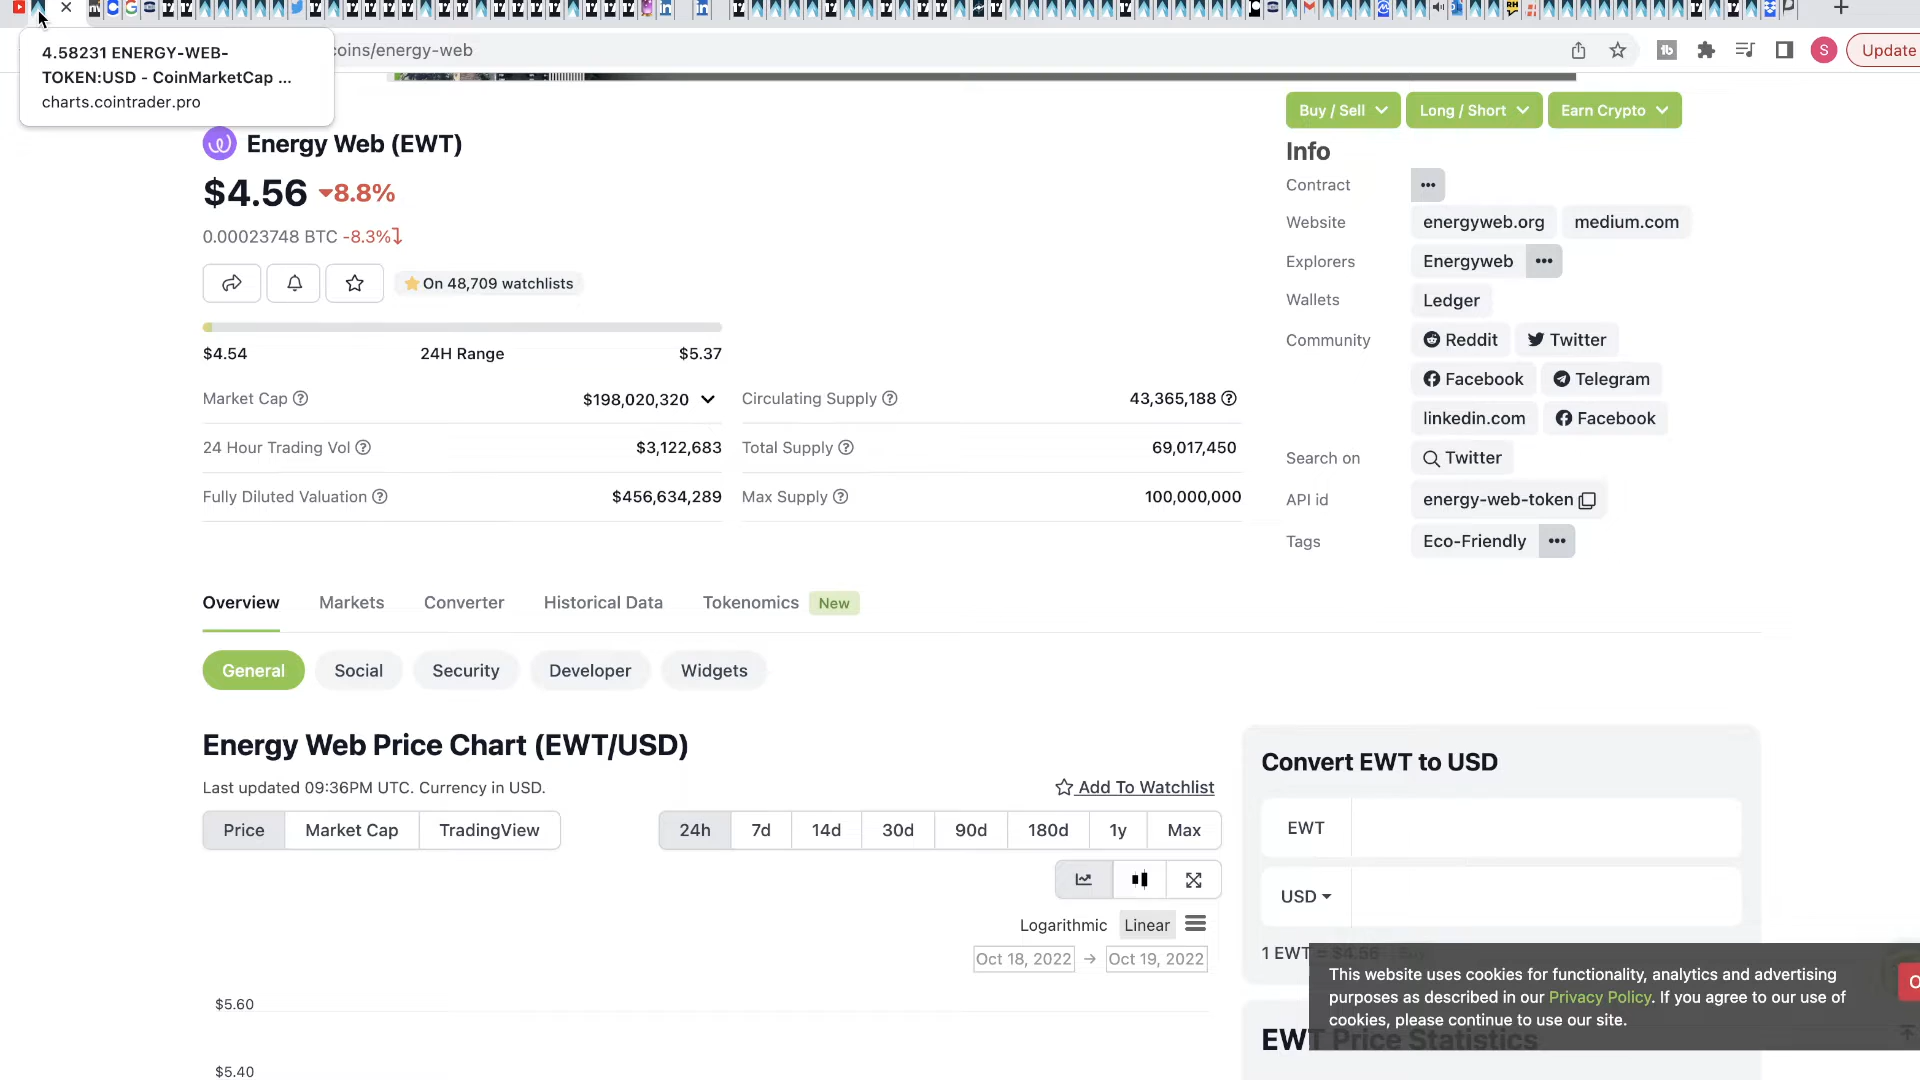 4.58231 ENERGY-WEB-
TOKEN:USD - CoinMarketCap ...
charts.cointrader.pro
coins/energy-web
Update
Energy Web (EWT)
$4.56 8.8%
0.00023748 BTC -8.3%
On 48,709 watchlists
$4.54 24H Range $5.37
Market Cap $198,020,320
24 Hour Trading Vol $3,122,683
Fully Diluted Valuation $456,634,289
Circulating Supply 43,365,188
Total Supply 69,017,450
Max Supply 100,000,000
Buy / Sell Long / Short Earn Crypto
Info
Contract
Website energyweb.org medium.com
Explorers Energyweb
Wallets Ledger
Community Reddit Twitter
Facebook Telegram
linkedin.com Facebook
Search on Twitter
API id energy-web-token
Tags Eco-Friendly
Overview Markets Converter Historical Data Tokenomics New
General Social Security Developer Widgets
Energy Web Price Chart (EWT/USD)
Last updated 09:36PM UTC. Currency in USD.
Add To Watchlist
Price Market Cap TradingView
24h 7d 14d 30d 90d 180d 1y Max
Logarithmic Linear
Oct 18, 2022 → Oct 19, 2022
$5.60
$5.40
Convert EWT to USD
EWT
USD
1 EWT = $4.56
This website uses cookies for functionality, analytics and advertising
purposes as described in our Privacy Policy. If you agree to our use of
cookies, please continue to use our site.
EWT Price Statistics